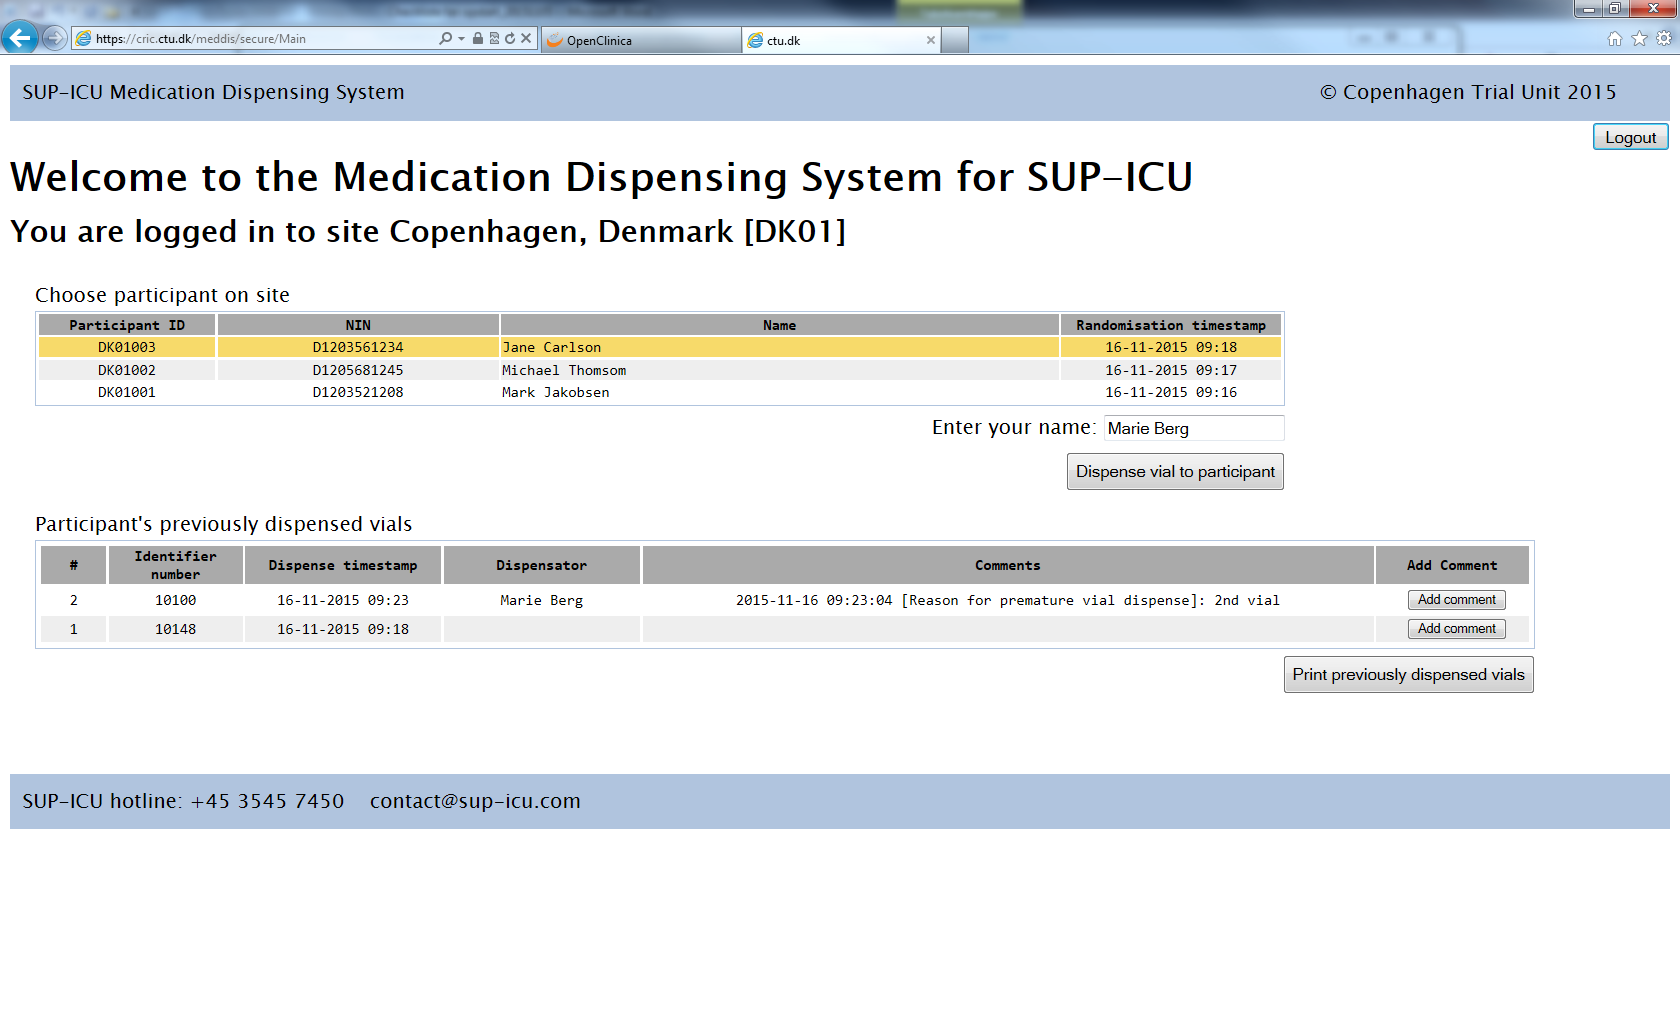 https://cric.ctu.dk/meddis/secure/Main
OpenClinica
ctu.dk
SUP-ICU Medication Dispensing System
© Copenhagen Trial Unit 2015
Logout
Welcome to the Medication Dispensing System for SUP-ICU
You are logged in to site Copenhagen, Denmark [DK01]
Choose participant on site
Participant ID NIN Name Randomisation timestamp
DK01003 D1203561234 Jane Carlson 16-11-2015 09:18
DK01002 D1205681245 Michael Thomsom 16-11-2015 09:17
DK01001 D1203521208 Mark Jakobsen 16-11-2015 09:16
Enter your name: Marie Berg
Dispense vial to participant
Participant's previously dispensed vials
# Identifier number Dispense timestamp Dispensator Comments Add Comment
2 10100 16-11-2015 09:23 Marie Berg 2015-11-16 09:23:04 [Reason for premature vial dispense]: 2nd vial Add comment
1 10148 16-11-2015 09:18 Add comment
Print previously dispensed vials
SUP-ICU hotline: +45 3545 7450 contact@sup-icu.com